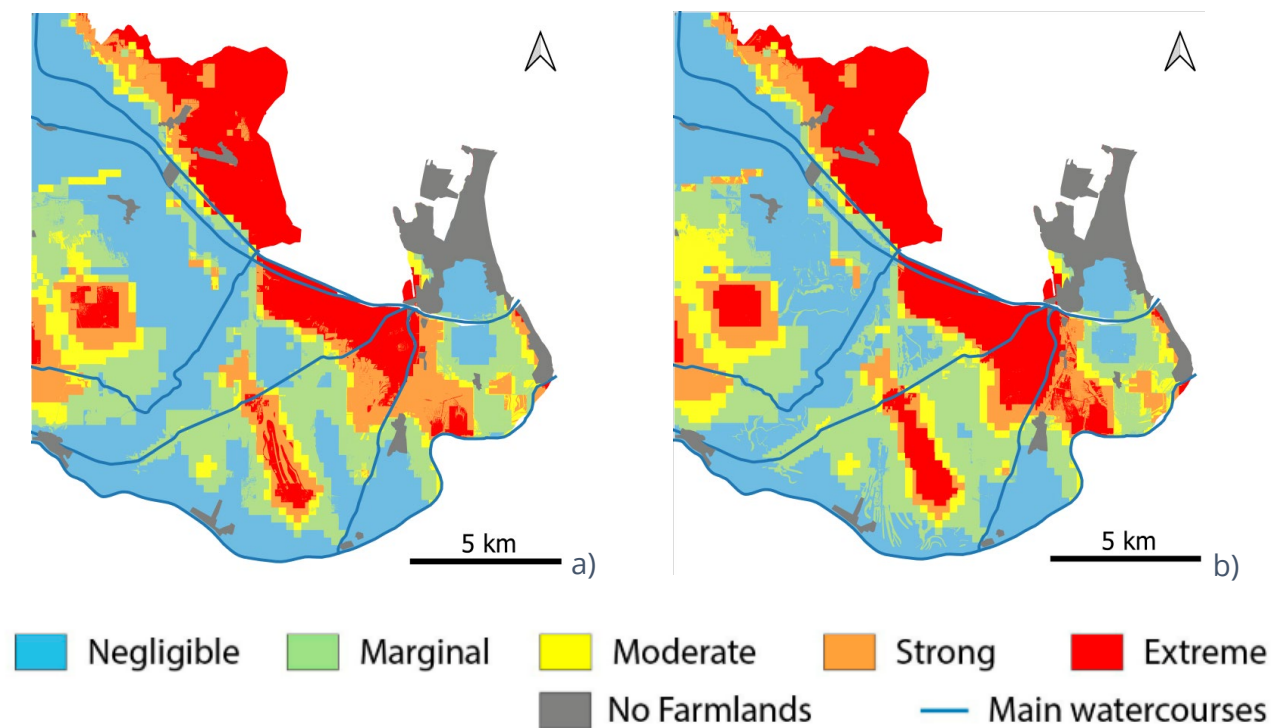 5 km
a)
5 km
b)
Negligible
Marginal
Moderate
Strong
Extreme
No Farmlands
Main watercourses